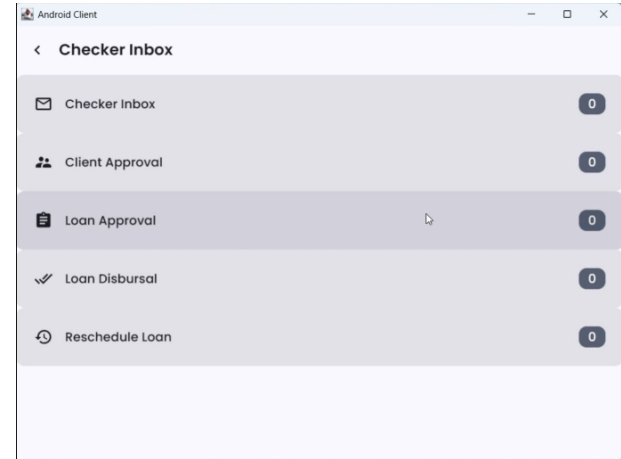 Android Client
Checker Inbox
Checker Inbox 0
Client Approval 0
Loan Approval 0
Loan Disbursal 0
Reschedule Loan 0